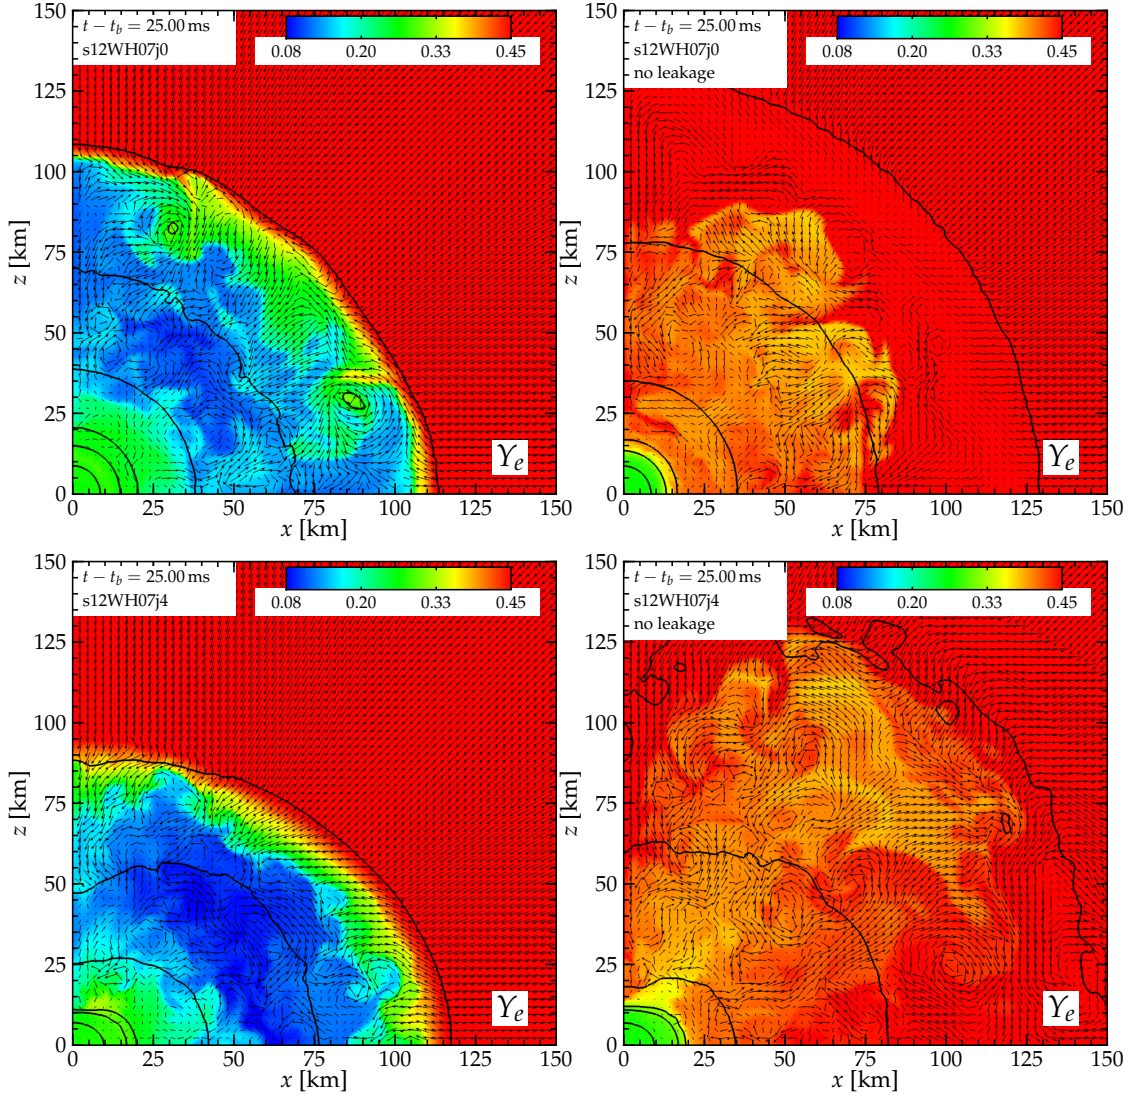 t − t_b = 25.00 ms
s12WH07j0
0.08 0.20 0.33 0.45
150
125
100
75
50
25
0
z [km]
Y_e
0 25 50 75 100 125 150
x [km]
t − t_b = 25.00 ms
s12WH07j0
no leakage
0.08 0.20 0.33 0.45
150
125
100
75
50
25
0
z [km]
Y_e
0 25 50 75 100 125 150
x [km]
t − t_b = 25.00 ms
s12WH07j4
0.08 0.20 0.33 0.45
150
125
100
75
50
25
0
z [km]
Y_e
0 25 50 75 100 125 150
x [km]
t − t_b = 25.00 ms
s12WH07j4
no leakage
0.08 0.20 0.33 0.45
150
125
100
75
50
25
0
z [km]
Y_e
0 25 50 75 100 125 150
x [km]